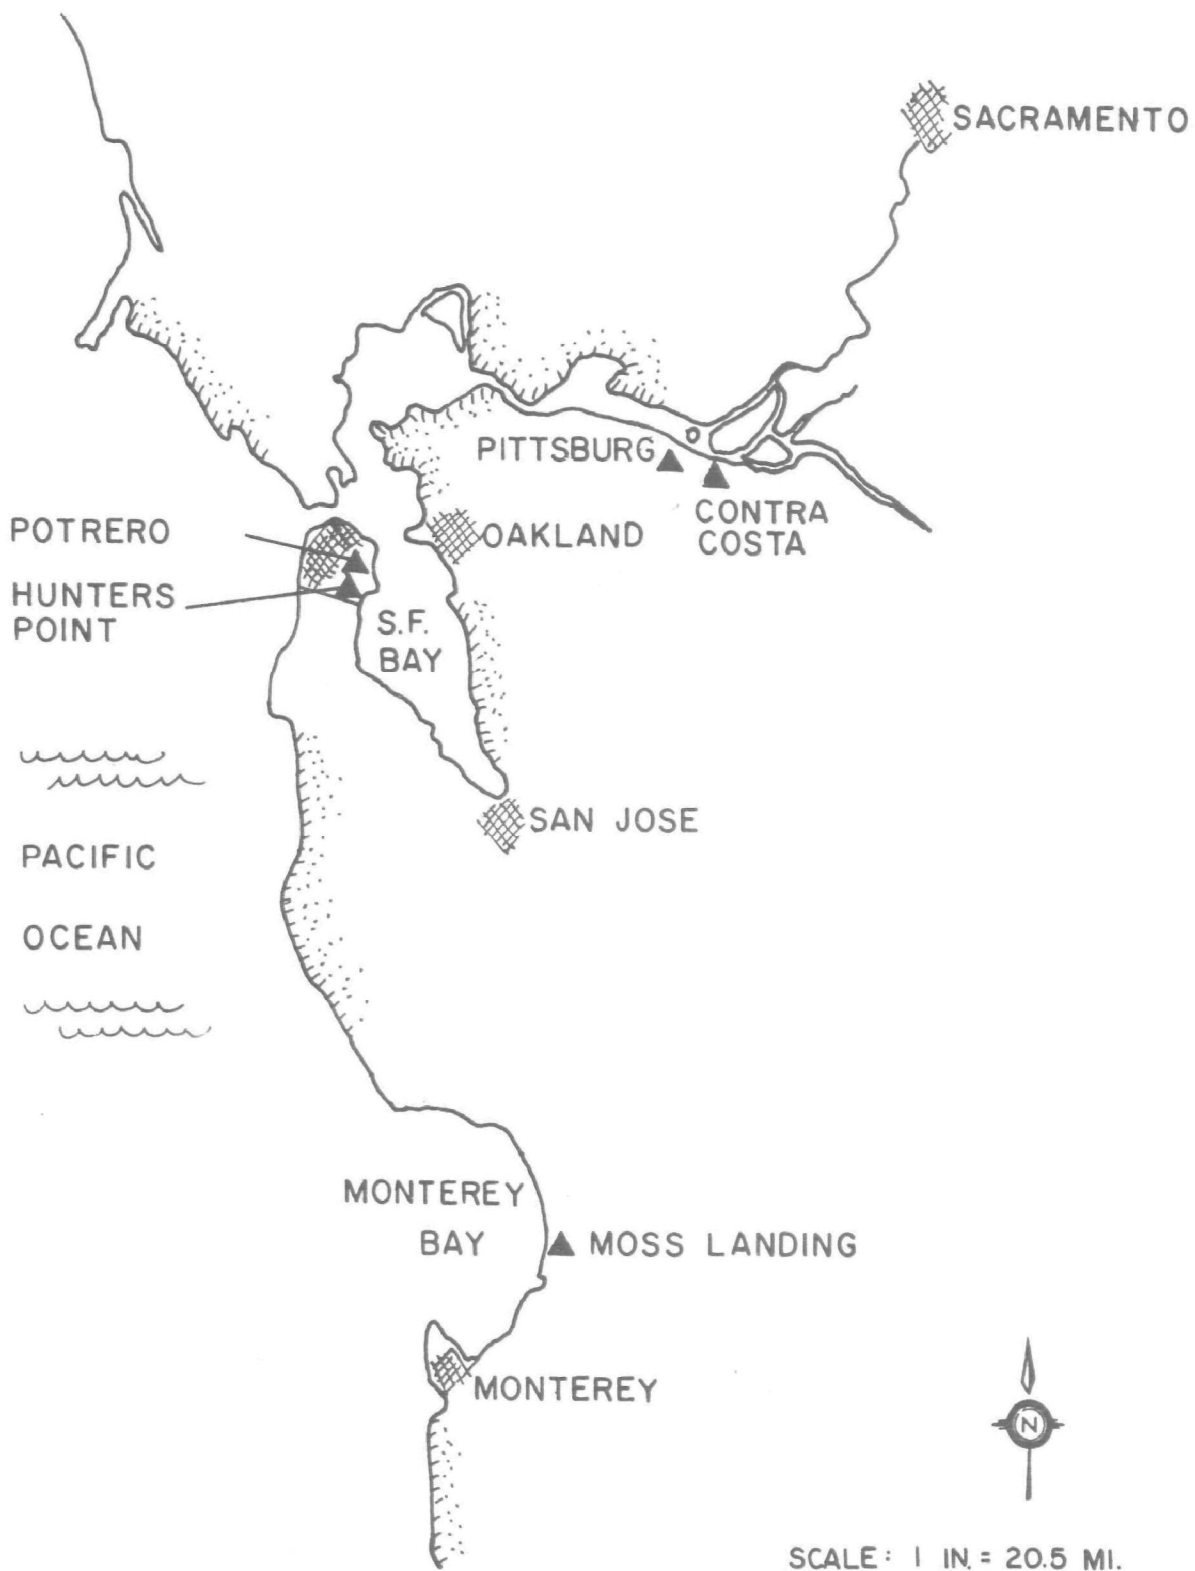 SACRAMENTO
PITTSBURG
CONTRA
COSTA
POTRERO
OAKLAND
HUNTERS
POINT
S.F.
BAY
SAN JOSE
PACIFIC
OCEAN
MONTEREY
BAY
MOSS LANDING
MONTEREY
N
SCALE: 1 IN. = 20.5 MI.